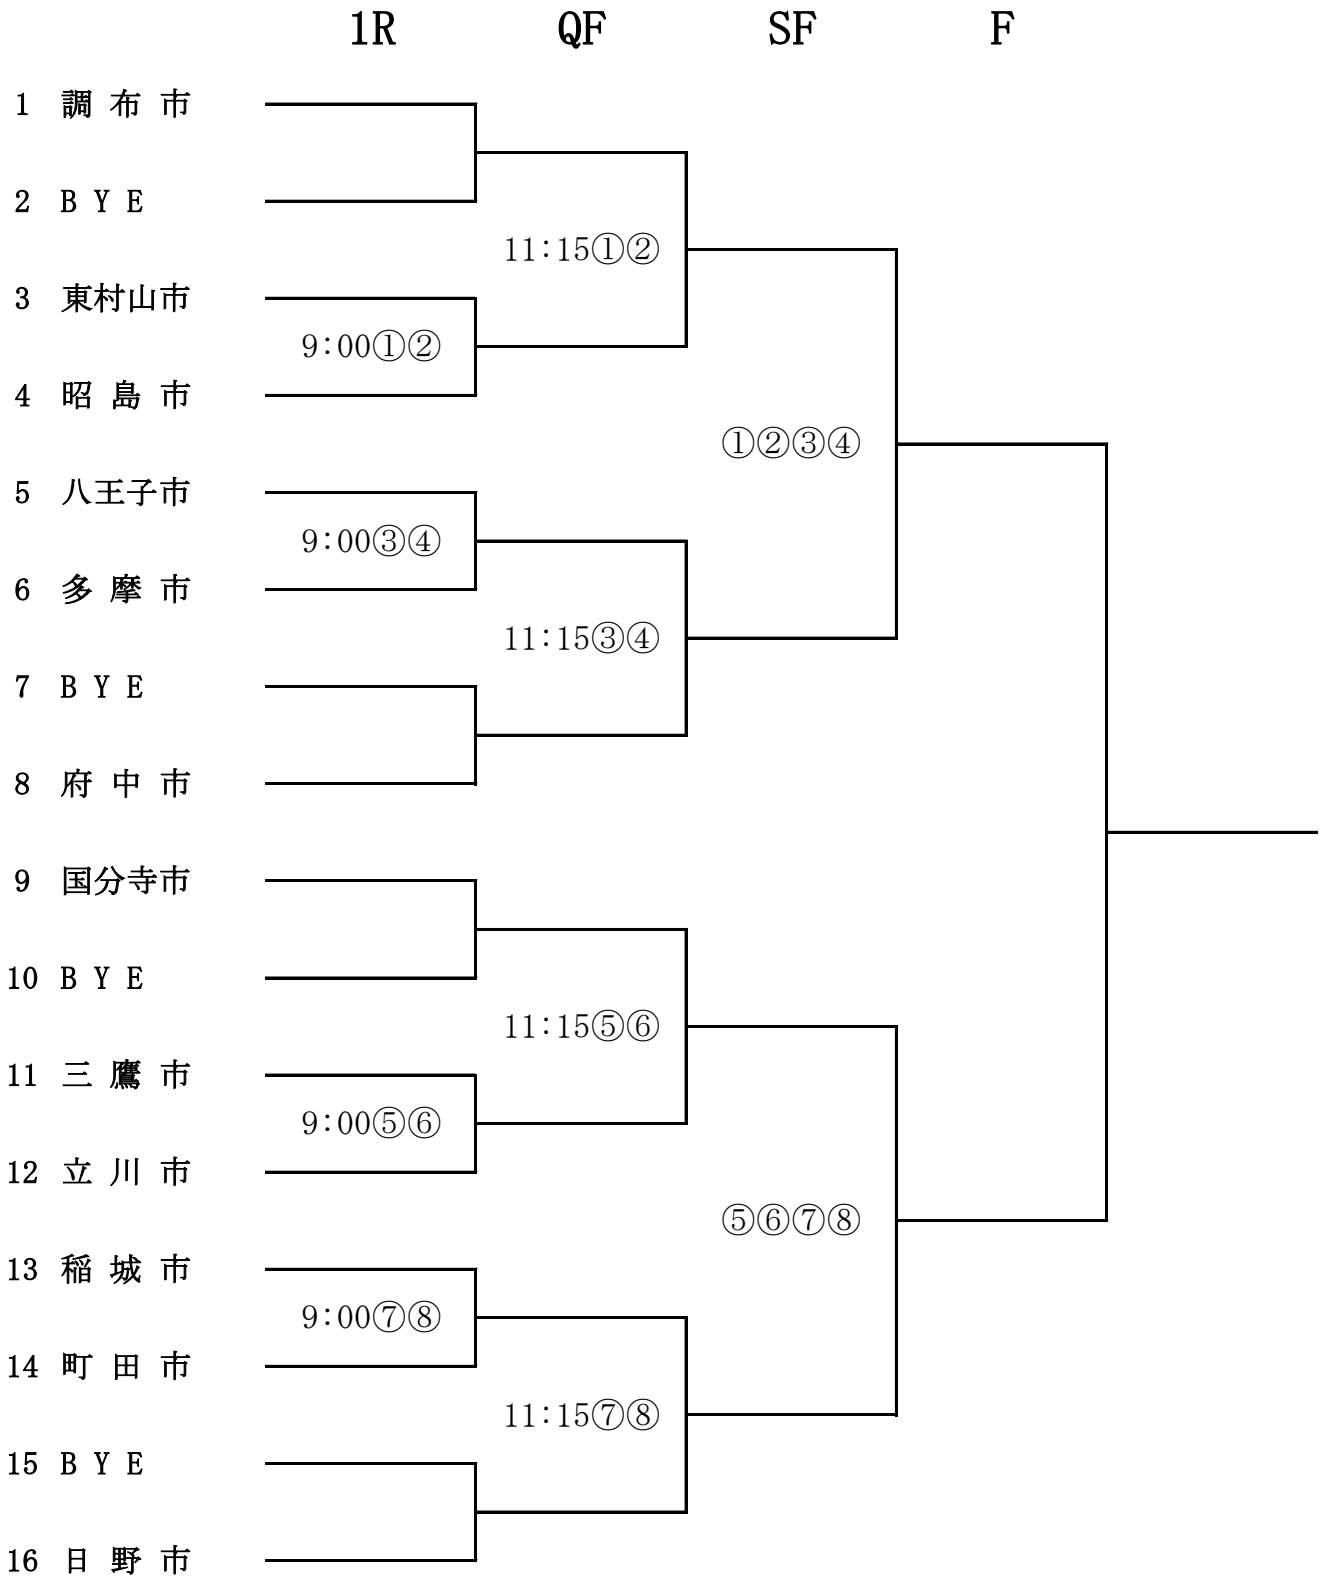 1R QF SF F
1 調布市
2 BYE
11:15①②
3 東村山市
9:00①②
4 昭島市
①②③④
5 八王子市
9:00③④
6 多摩市
11:15③④
7 BYE
8 府中市
9 国分寺市
10 BYE
11:15⑤⑥
11 三鷹市
9:00⑤⑥
12 立川市
⑤⑥⑦⑧
13 稲城市
9:00⑦⑧
14 町田市
11:15⑦⑧
15 BYE
16 日野市